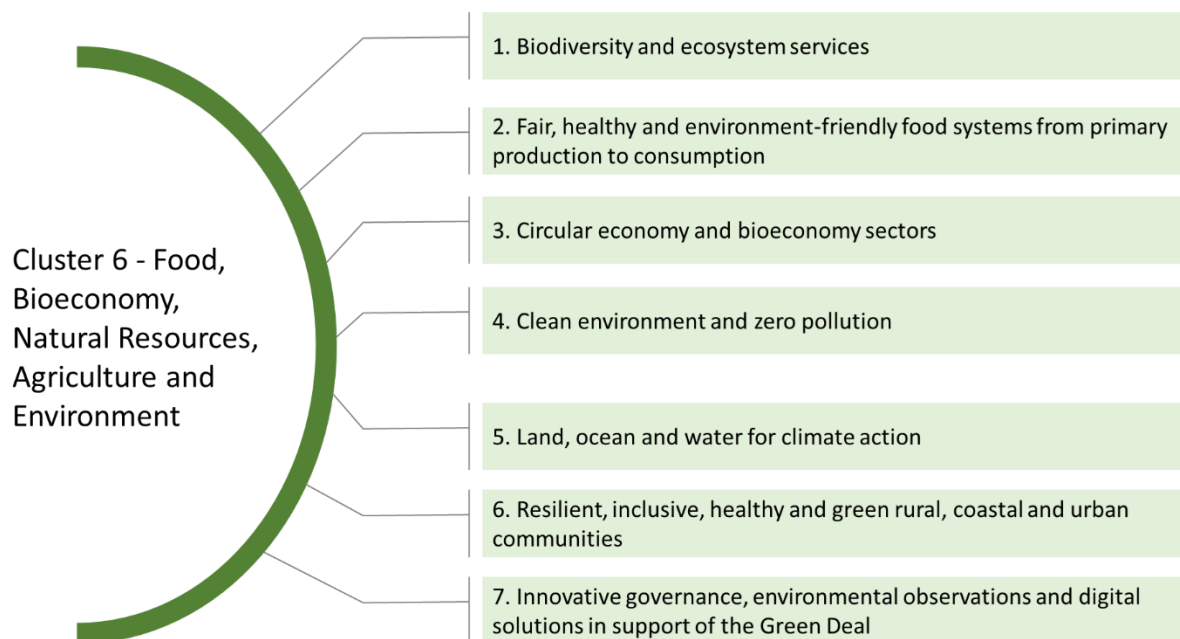 Cluster 6 - Food,
Bioeconomy,
Natural Resources,
Agriculture and
Environment
1. Biodiversity and ecosystem services
2. Fair, healthy and environment-friendly food systems from primary
production to consumption
3. Circular economy and bioeconomy sectors
4. Clean environment and zero pollution
5. Land, ocean and water for climate action
6. Resilient, inclusive, healthy and green rural, coastal and urban
communities
7. Innovative governance, environmental observations and digital
solutions in support of the Green Deal